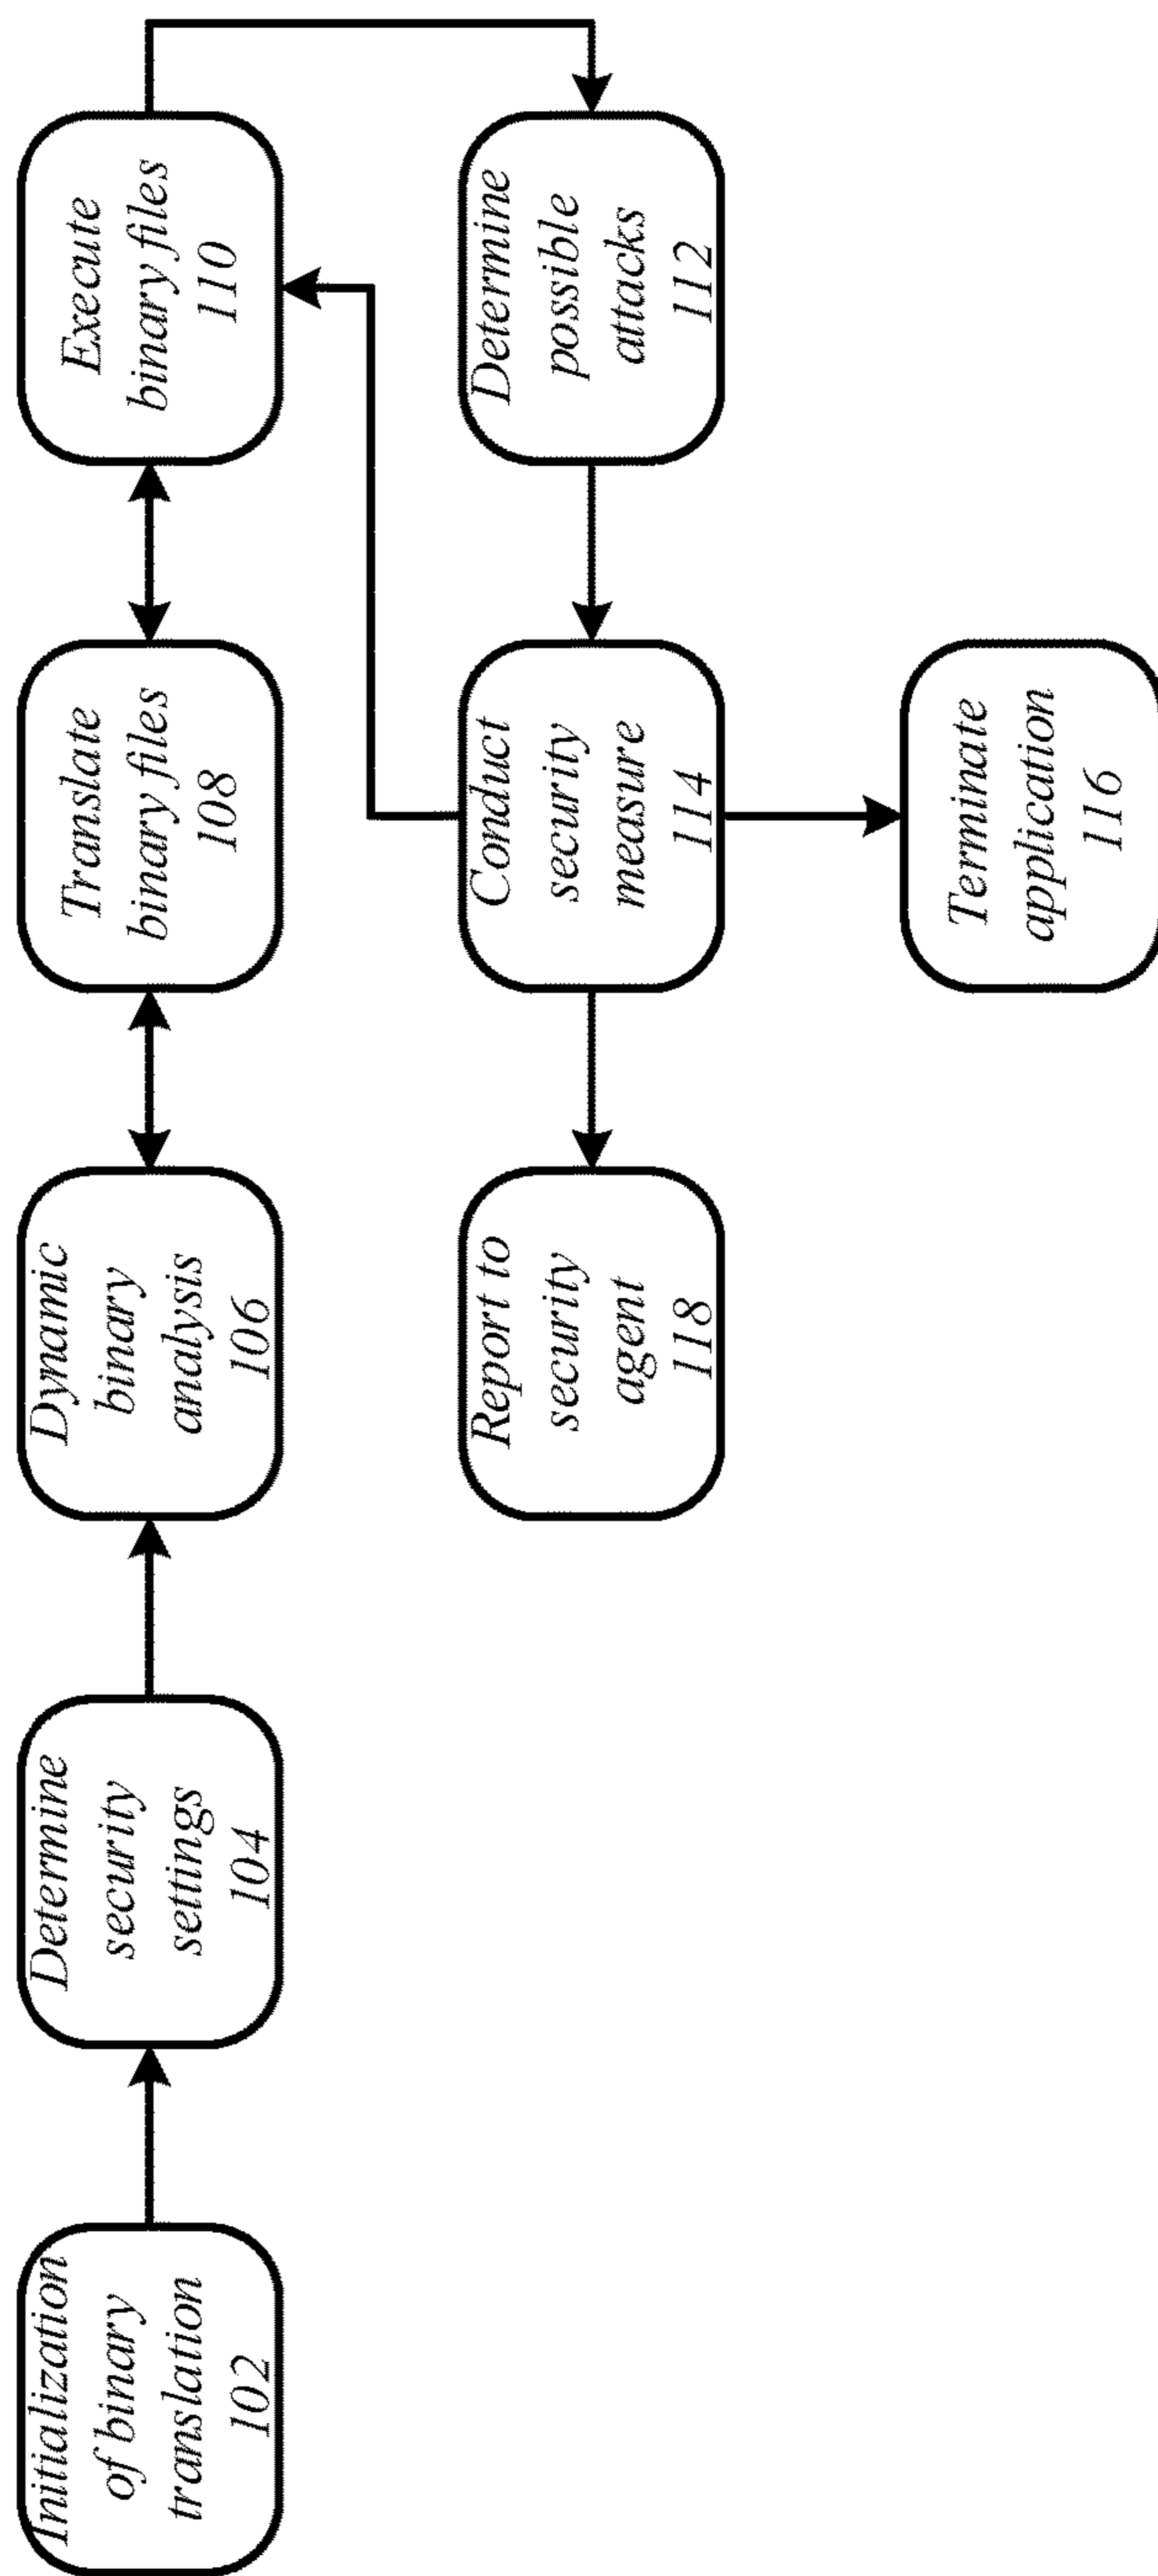 Initialization
of binary
translation
102
Determine
security
settings
104
Dynamic
binary
analysis
106
Translate
binary files
108
Execute
binary files
110
Report to
security
agent
118
Conduct
security
measure
114
Determine
possible
attacks
112
Terminate
application
116